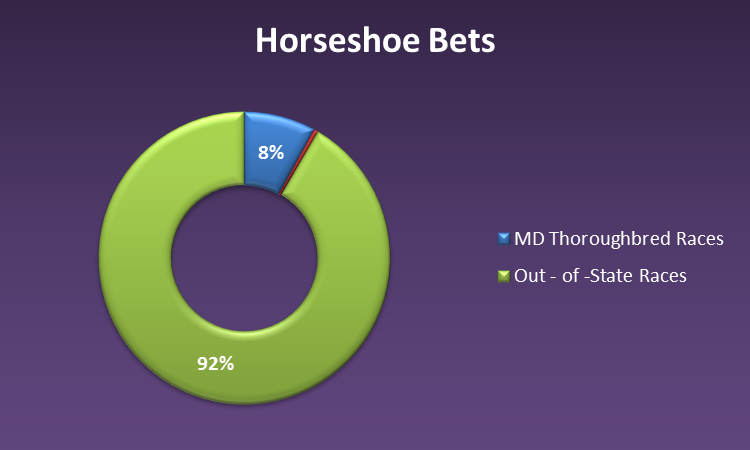 Horseshoe Bets
8%
MD Thoroughbred Races
Out - of -State Races
92%